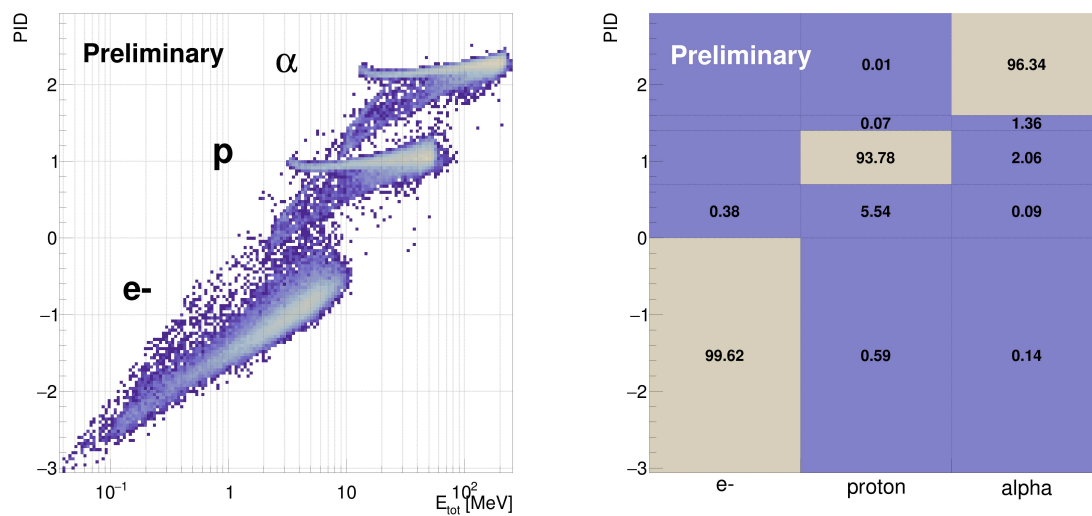 PID
Preliminary
α
p
e-
2
1
0
−1
−2
−3
10⁻¹
1
10
10²
E_tot [MeV]
PID
Preliminary
0.01
96.34
0.07
1.36
93.78
2.06
0.38
5.54
0.09
99.62
0.59
0.14
2
1
0
−1
−2
−3
e-
proton
alpha